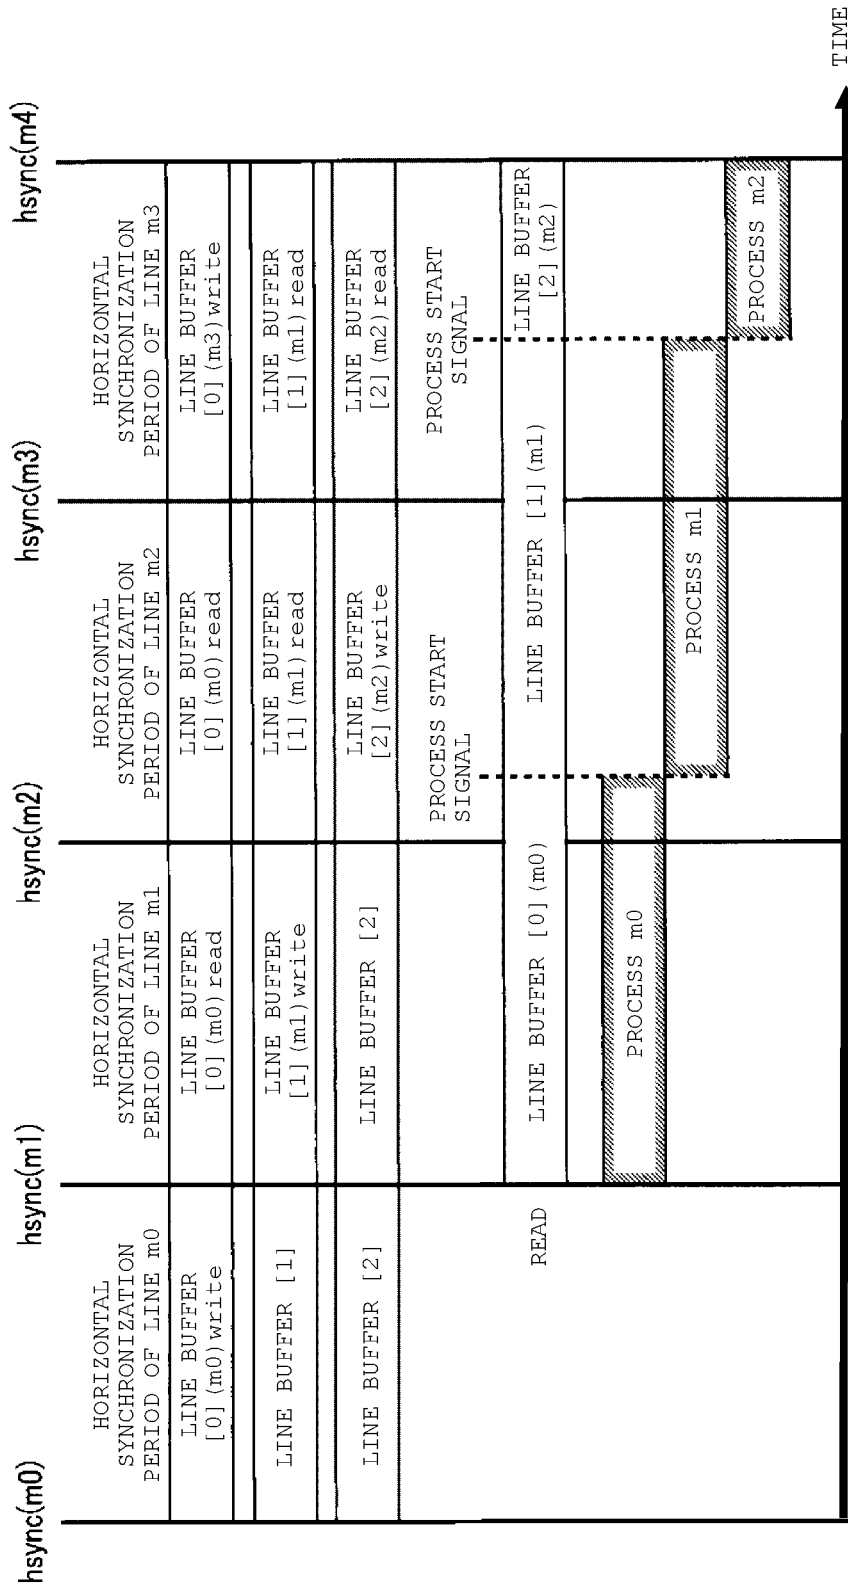 hsync(m0)
hsync(m1)
hsync(m2)
hsync(m3)
hsync(m4)
HORIZONTAL
SYNCHRONIZATION
PERIOD OF LINE m0
HORIZONTAL
SYNCHRONIZATION
PERIOD OF LINE m1
HORIZONTAL
SYNCHRONIZATION
PERIOD OF LINE m2
HORIZONTAL
SYNCHRONIZATION
PERIOD OF LINE m3
LINE BUFFER
[0](m0)write
LINE BUFFER
[0](m0)read
LINE BUFFER
[0](m0)read
LINE BUFFER
[0](m3)write
LINE BUFFER [1]
LINE BUFFER
[1](m1)write
LINE BUFFER
[1](m1)read
LINE BUFFER
[1](m1)read
LINE BUFFER [2]
LINE BUFFER [2]
LINE BUFFER
[2](m2)write
LINE BUFFER
[2](m2)read
PROCESS START
SIGNAL
PROCESS START
SIGNAL
READ
LINE BUFFER [0](m0)
LINE BUFFER [1](m1)
LINE BUFFER
[2](m2)
PROCESS m0
PROCESS m1
PROCESS m2
TIME